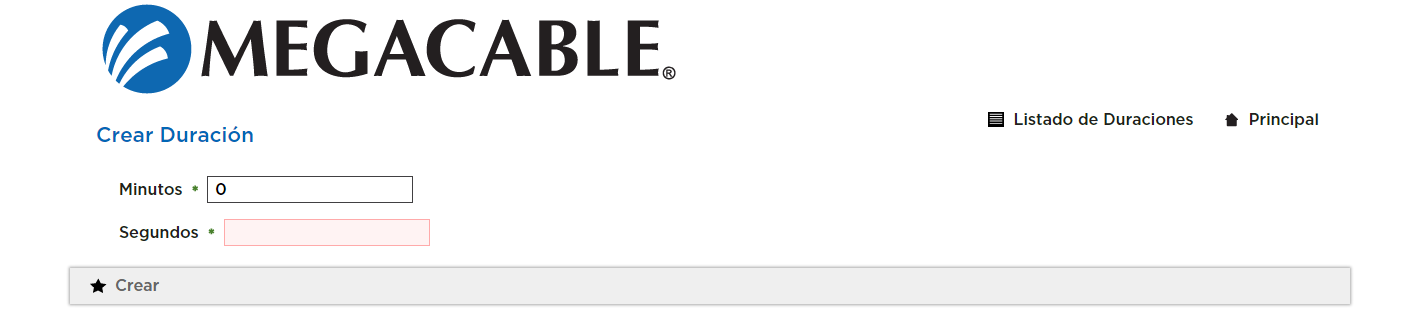 MEGACABLE®
Listado de Duraciones Principal
Crear Duración
Minutos * 0
Segundos *
Crear